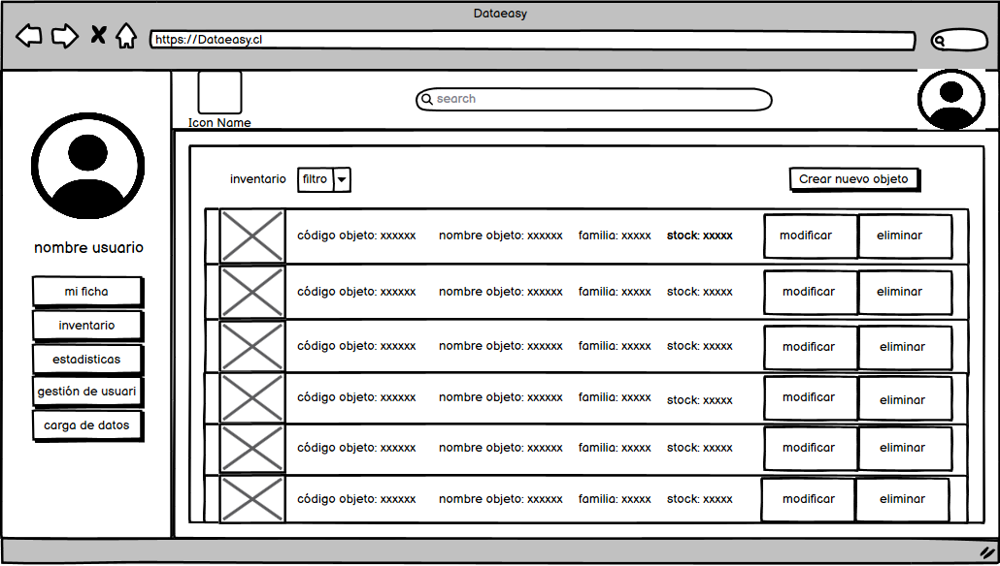 Dataeasy
https://Dataeasy.cl
search
Icon Name
nombre usuario
mi ficha
inventario
estadisticas
gestión de usuari
carga de datos
inventario filtro Crear nuevo objeto
código objeto: xxxxxx nombre objeto: xxxxxx familia: xxxxx stock: xxxxx modificar eliminar
código objeto: xxxxxx nombre objeto: xxxxxx familia: xxxxx stock: xxxxx modificar eliminar
código objeto: xxxxxx nombre objeto: xxxxxx familia: xxxxx stock: xxxxx modificar eliminar
código objeto: xxxxxx nombre objeto: xxxxxx familia: xxxxx stock: xxxxx modificar eliminar
código objeto: xxxxxx nombre objeto: xxxxxx familia: xxxxx stock: xxxxx modificar eliminar
código objeto: xxxxxx nombre objeto: xxxxxx familia: xxxxx stock: xxxxx modificar eliminar